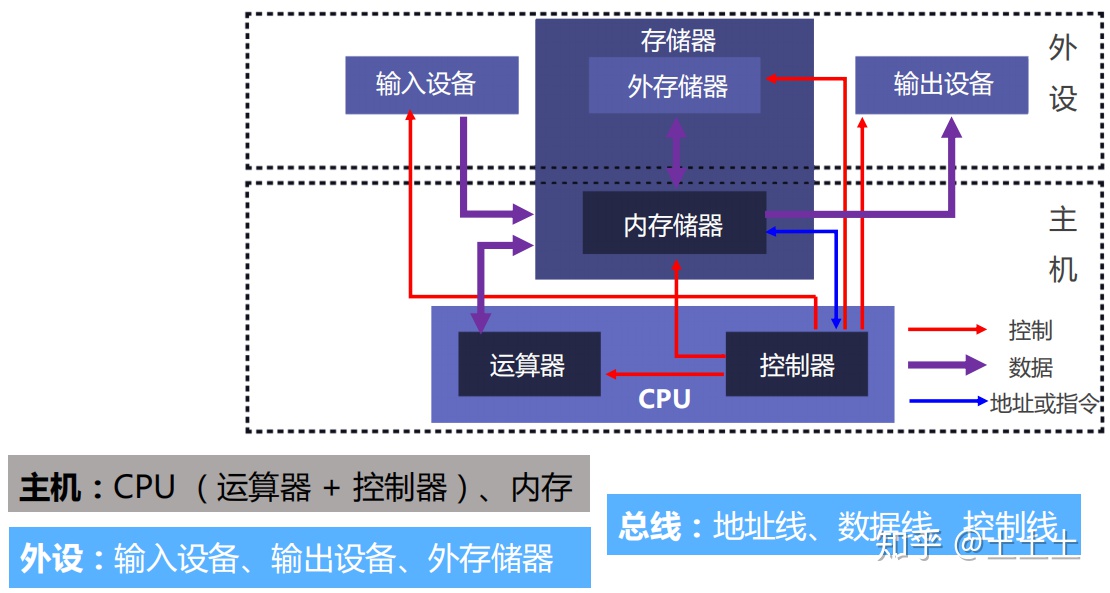 存储器
外
设
输入设备
外存储器
输出设备
内存储器
主
机
运算器
控制器
CPU
控制
数据
地址或指令
主机：CPU（运算器 + 控制器）、内存
总线：地址线、数据线、控制线
外设：输入设备、输出设备、外存储器
知乎 @土土土